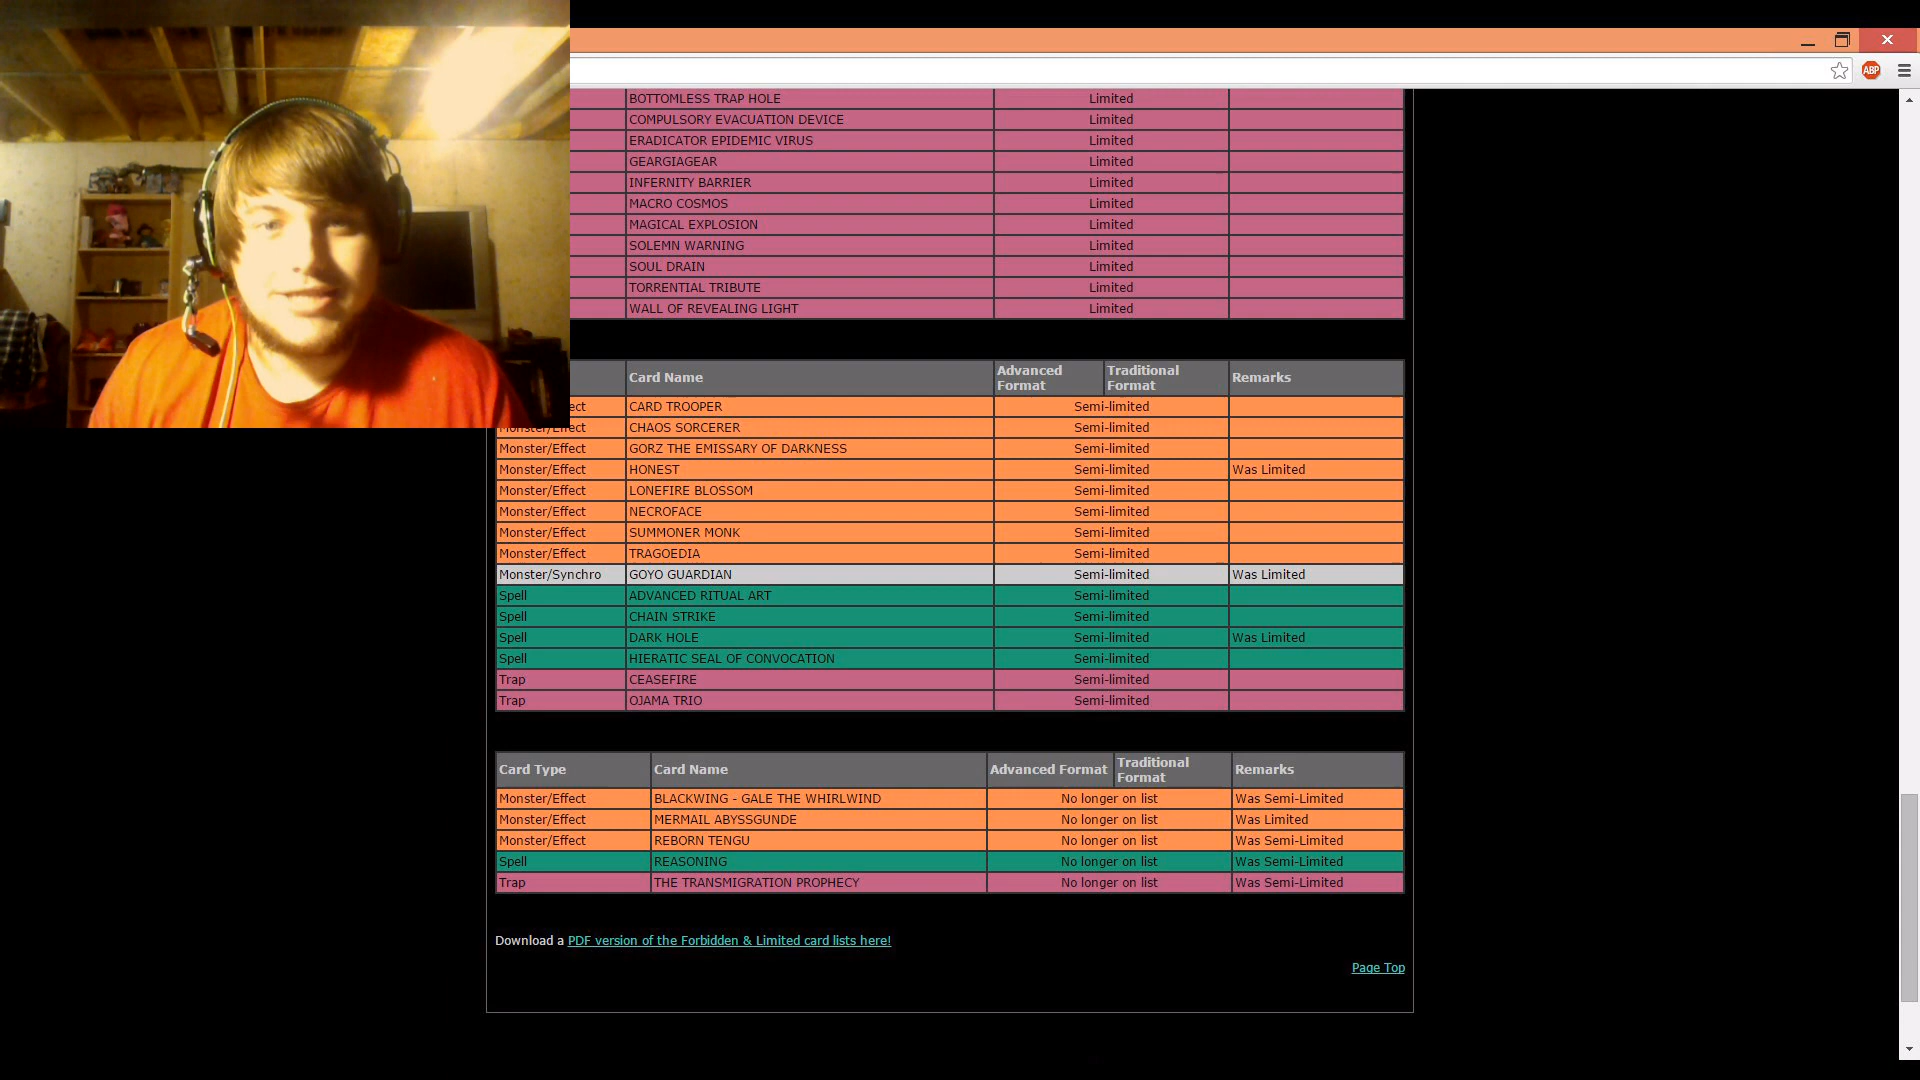 ABP
BOTTOMLESS TRAP HOLE Limited
COMPULSORY EVACUATION DEVICE Limited
ERADICATOR EPIDEMIC VIRUS Limited
GEARGIAGEAR Limited
INFERNITY BARRIER Limited
MACRO COSMOS Limited
MAGICAL EXPLOSION Limited
SOLEMN WARNING Limited
SOUL DRAIN Limited
TORRENTIAL TRIBUTE Limited
WALL OF REVEALING LIGHT Limited
Card Name Advanced Format Traditional Format Remarks
ect CARD TROOPER Semi-limited
Monster/Effect CHAOS SORCERER Semi-limited
Monster/Effect GORZ THE EMISSARY OF DARKNESS Semi-limited
Monster/Effect HONEST Semi-limited Was Limited
Monster/Effect LONEFIRE BLOSSOM Semi-limited
Monster/Effect NECROFACE Semi-limited
Monster/Effect SUMMONER MONK Semi-limited
Monster/Effect TRAGOEDIA Semi-limited
Monster/Synchro GOYO GUARDIAN Semi-limited Was Limited
Spell ADVANCED RITUAL ART Semi-limited
Spell CHAIN STRIKE Semi-limited
Spell DARK HOLE Semi-limited Was Limited
Spell HIERATIC SEAL OF CONVOCATION Semi-limited
Trap CEASEFIRE Semi-limited
Trap OJAMA TRIO Semi-limited
Card Type Card Name Advanced Format Traditional Format Remarks
Monster/Effect BLACKWING - GALE THE WHIRLWIND No longer on list Was Semi-Limited
Monster/Effect MERMAIL ABYSSGUNDE No longer on list Was Limited
Monster/Effect REBORN TENGU No longer on list Was Semi-Limited
Spell REASONING No longer on list Was Semi-Limited
Trap THE TRANSMIGRATION PROPHECY No longer on list Was Semi-Limited
Download a PDF version of the Forbidden & Limited card lists here!
Page Top